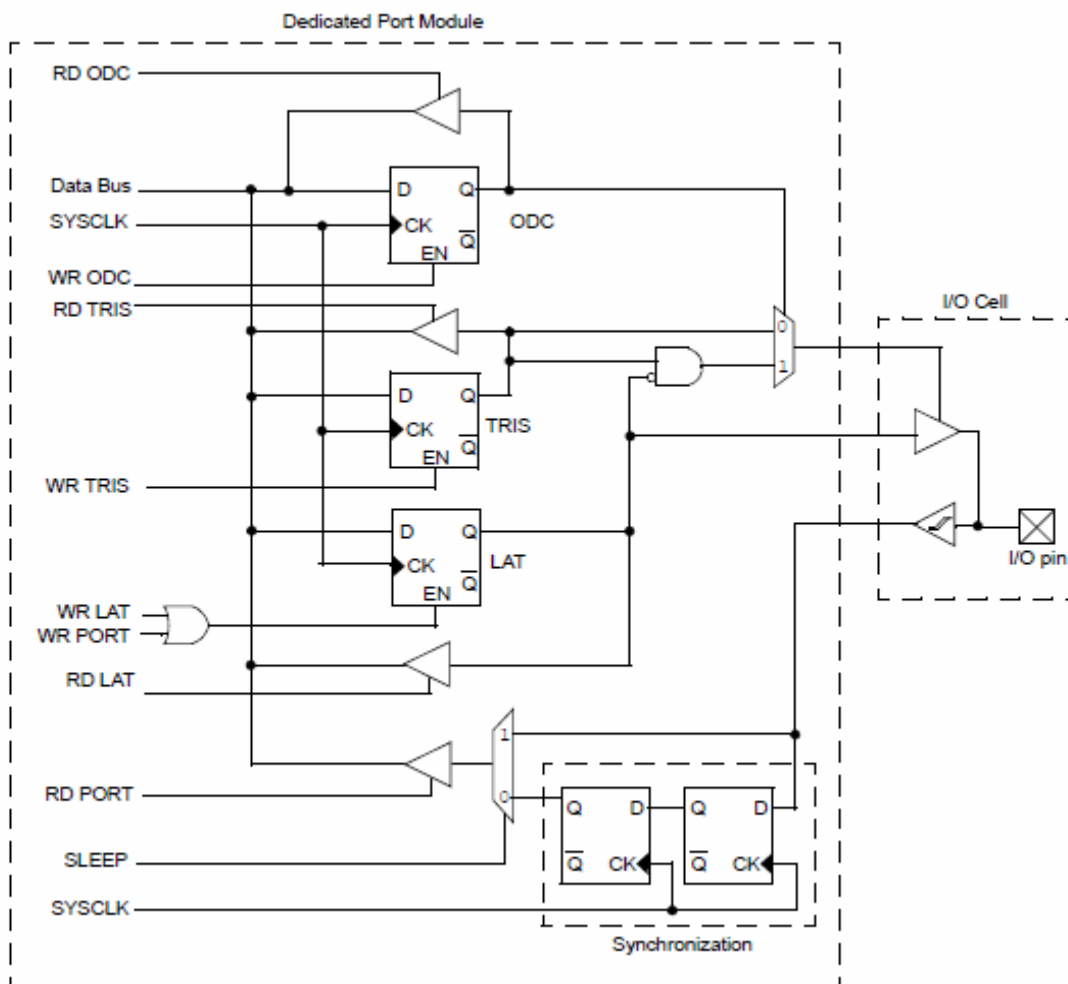 Dedicated Port Module
RD ODC
Data Bus
D Q
SYSCLK
CK
ODC
Q
EN
WR ODC
RD TRIS
I/O Cell
0
1
D Q
TRIS
CK
Q
EN
WR TRIS
D Q
LAT
CK
Q
EN
I/O pin
WR LAT
WR PORT
RD LAT
1
RD PORT
0
Q D Q D
SLEEP
Q CK Q CK
SYSCLK
Synchronization